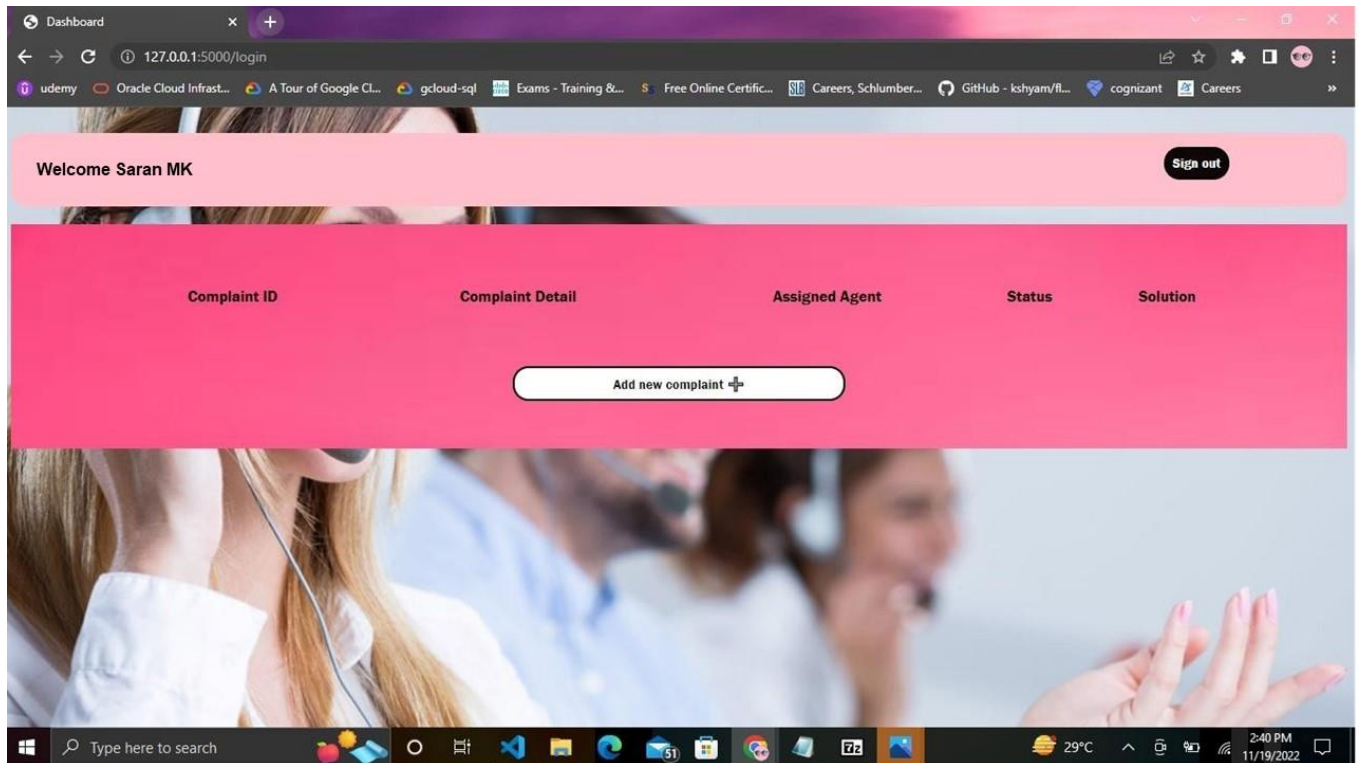 Dashboard
127.0.0.1:5000/login
udemy Oracle Cloud Infrast... A Tour of Google Cl... gcloud-sql Exams - Training &... Free Online Certific... SLB Careers, Schlumber... GitHub - kshyam/fl... cognizant Careers »
Welcome Saran MK
Sign out
Complaint ID Complaint Detail Assigned Agent Status Solution
Add new complaint
Type here to search
51
7z
29°C
2:40 PM
11/19/2022